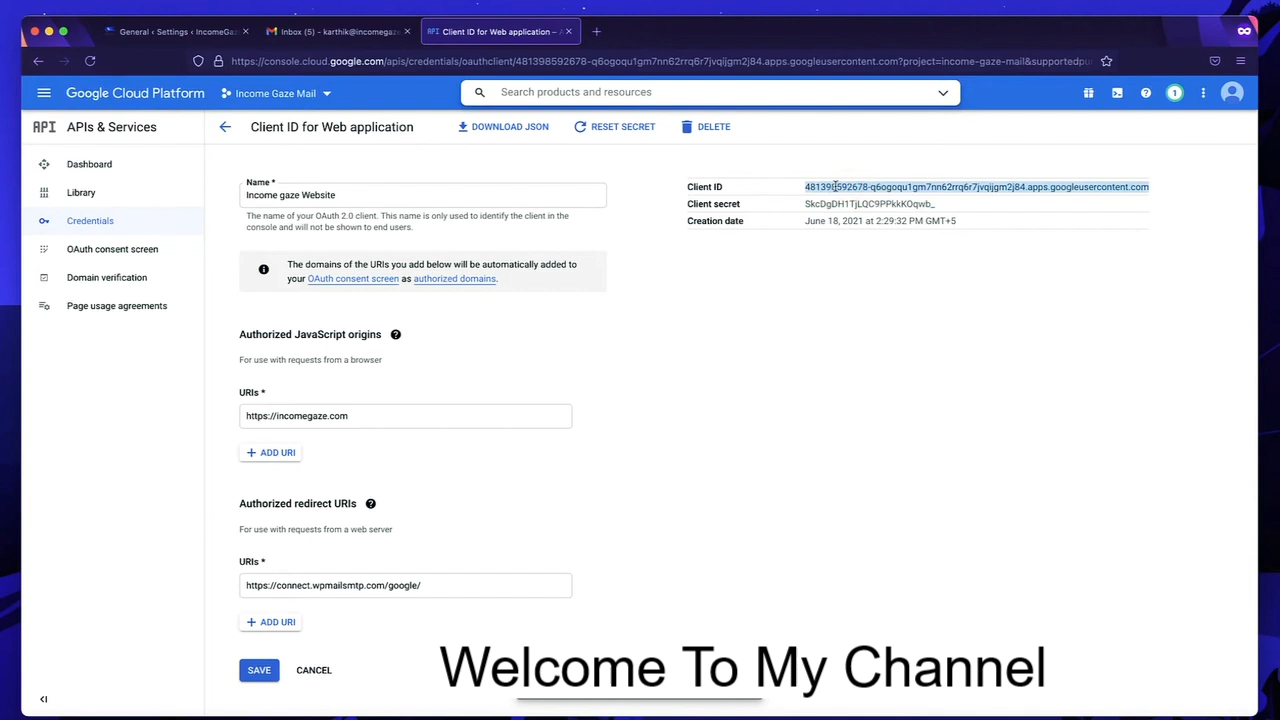 General ‹ Settings ‹ IncomeGaz
Inbox (5) - karthik@incomegaze
API Client ID for Web application –
https://console.cloud.google.com/apis/credentials/oauthclient/481398592678-q6ogoqu1gm7nn62rrq6r7jvqijgm2j84.apps.googleusercontent.com?project=income-gaze-mail&supportedpu
Google Cloud Platform
Income Gaze Mail
Search products and resources
1
API APIs & Services
Client ID for Web application
DOWNLOAD JSON
RESET SECRET
DELETE
Dashboard
Library
Credentials
OAuth consent screen
Domain verification
Page usage agreements
Name *
Income gaze Website
The name of your OAuth 2.0 client. This name is only used to identify the client in the
console and will not be shown to end users.
The domains of the URIs you add below will be automatically added to
your OAuth consent screen as authorized domains.
Client ID 481398592678-q6ogoqu1gm7nn62rrq6r7jvqijgm2j84.apps.googleusercontent.com
Client secret SkcDgDH1TjLQC9PPkkKOqwb_
Creation date June 18, 2021 at 2:29:32 PM GMT+5
Authorized JavaScript origins
For use with requests from a browser
URIs *
https://incomegaze.com
+ ADD URI
Authorized redirect URIs
For use with requests from a web server
URIs *
https://connect.wpmailsmtp.com/google/
+ ADD URI
SAVE
CANCEL
Welcome To My Channel